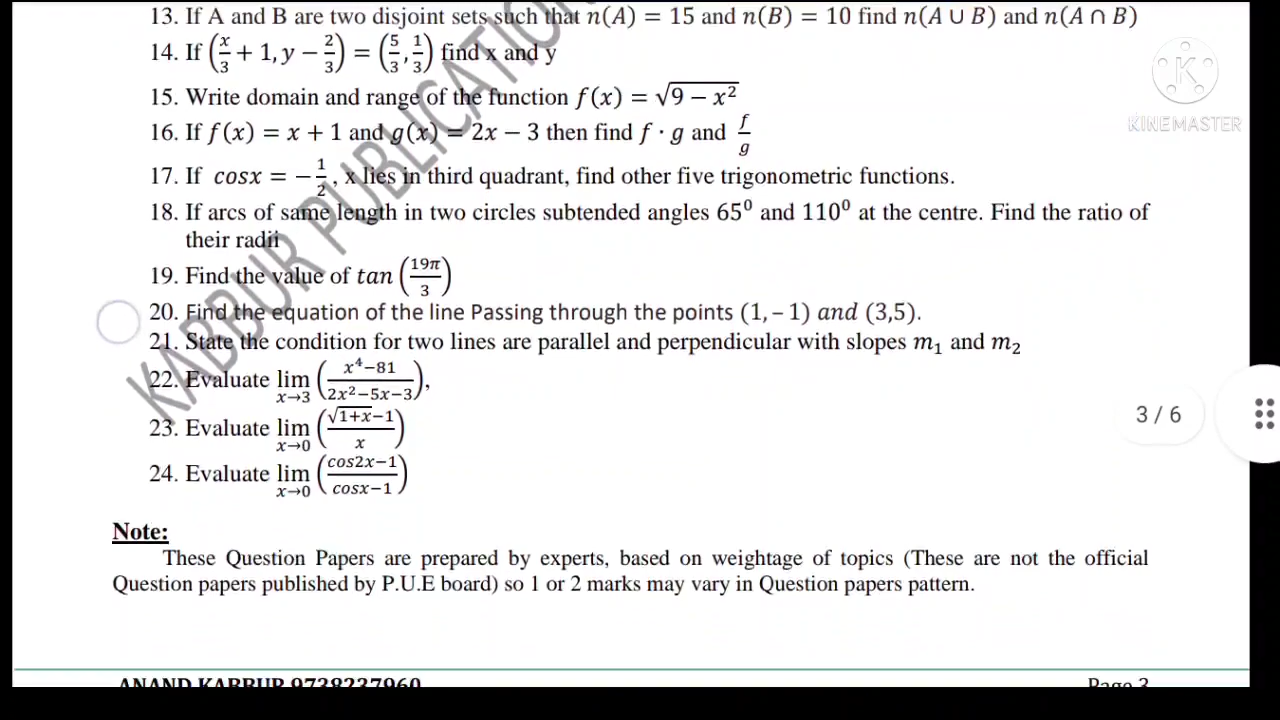 13. If A and B are two disjoint sets such that n(A) = 15 and n(B) = 10 find n(A ∪ B) and n(A ∩ B)
14. If (x/3 + 1, y − 2/3) = (5/3, 1/3) find x and y
15. Write domain and range of the function f(x) = √(9 − x²)
16. If f(x) = x + 1 and g(x) = 2x − 3 then find f · g and f/g
17. If cosx = −1/2, x lies in third quadrant, find other five trigonometric functions.
18. If arcs of same length in two circles subtended angles 65⁰ and 110⁰ at the centre. Find the ratio of
their radii
19. Find the value of tan (19π/3)
20. Find the equation of the line Passing through the points (1, − 1) and (3,5).
21. State the condition for two lines are parallel and perpendicular with slopes m₁ and m₂
22. Evaluate lim x→3 ((x⁴−81)/(2x²−5x−3)),
23. Evaluate lim x→0 ((√(1+x)−1)/x)
24. Evaluate lim x→0 ((cos2x−1)/(cosx−1))
Note:
These Question Papers are prepared by experts, based on weightage of topics (These are not the official
Question papers published by P.U.E board) so 1 or 2 marks may vary in Question papers pattern.
ANAND KABBUR 9738237960
Page 3
KABBUR PUBLICATION
K
KINEMASTER
3 / 6